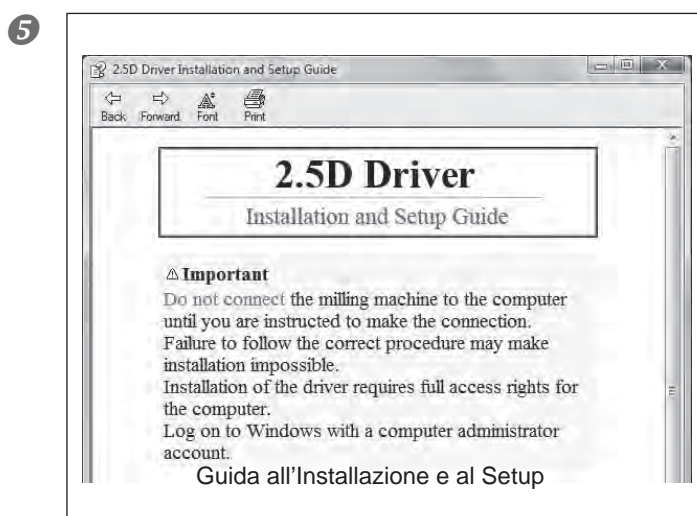 5
2.5D Driver Installation and Setup Guide
Back Forward Font Print
2.5D Driver
Installation and Setup Guide
⚠ Important
Do not connect the milling machine to the computer
until you are instructed to make the connection.
Failure to follow the correct procedure may make
installation impossible.
Installation of the driver requires full access rights for
the computer.
Log on to Windows with a computer administrator
account.
Guida all'Installazione e al Setup